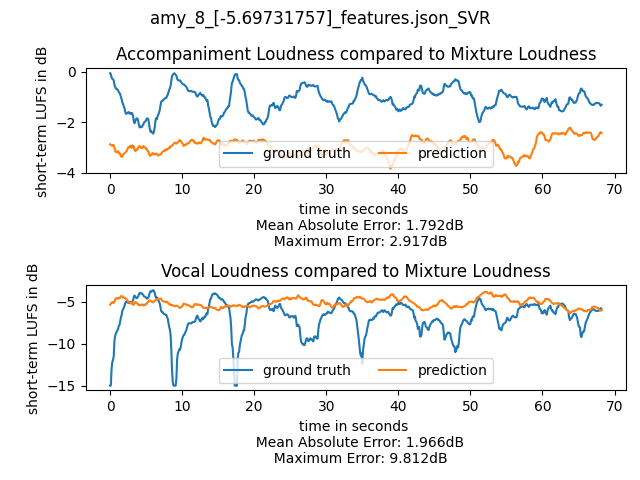 amy_8_[-5.69731757]_features.json_SVR
Accompaniment Loudness compared to Mixture Loudness
short-term LUFS in dB
0
−2
−4
ground truth
prediction
0 10 20 30 40 50 60 70
time in seconds
Mean Absolute Error: 1.792dB
Maximum Error: 2.917dB
Vocal Loudness compared to Mixture Loudness
short-term LUFS in dB
−5
−10
−15
ground truth
prediction
0 10 20 30 40 50 60 70
time in seconds
Mean Absolute Error: 1.966dB
Maximum Error: 9.812dB